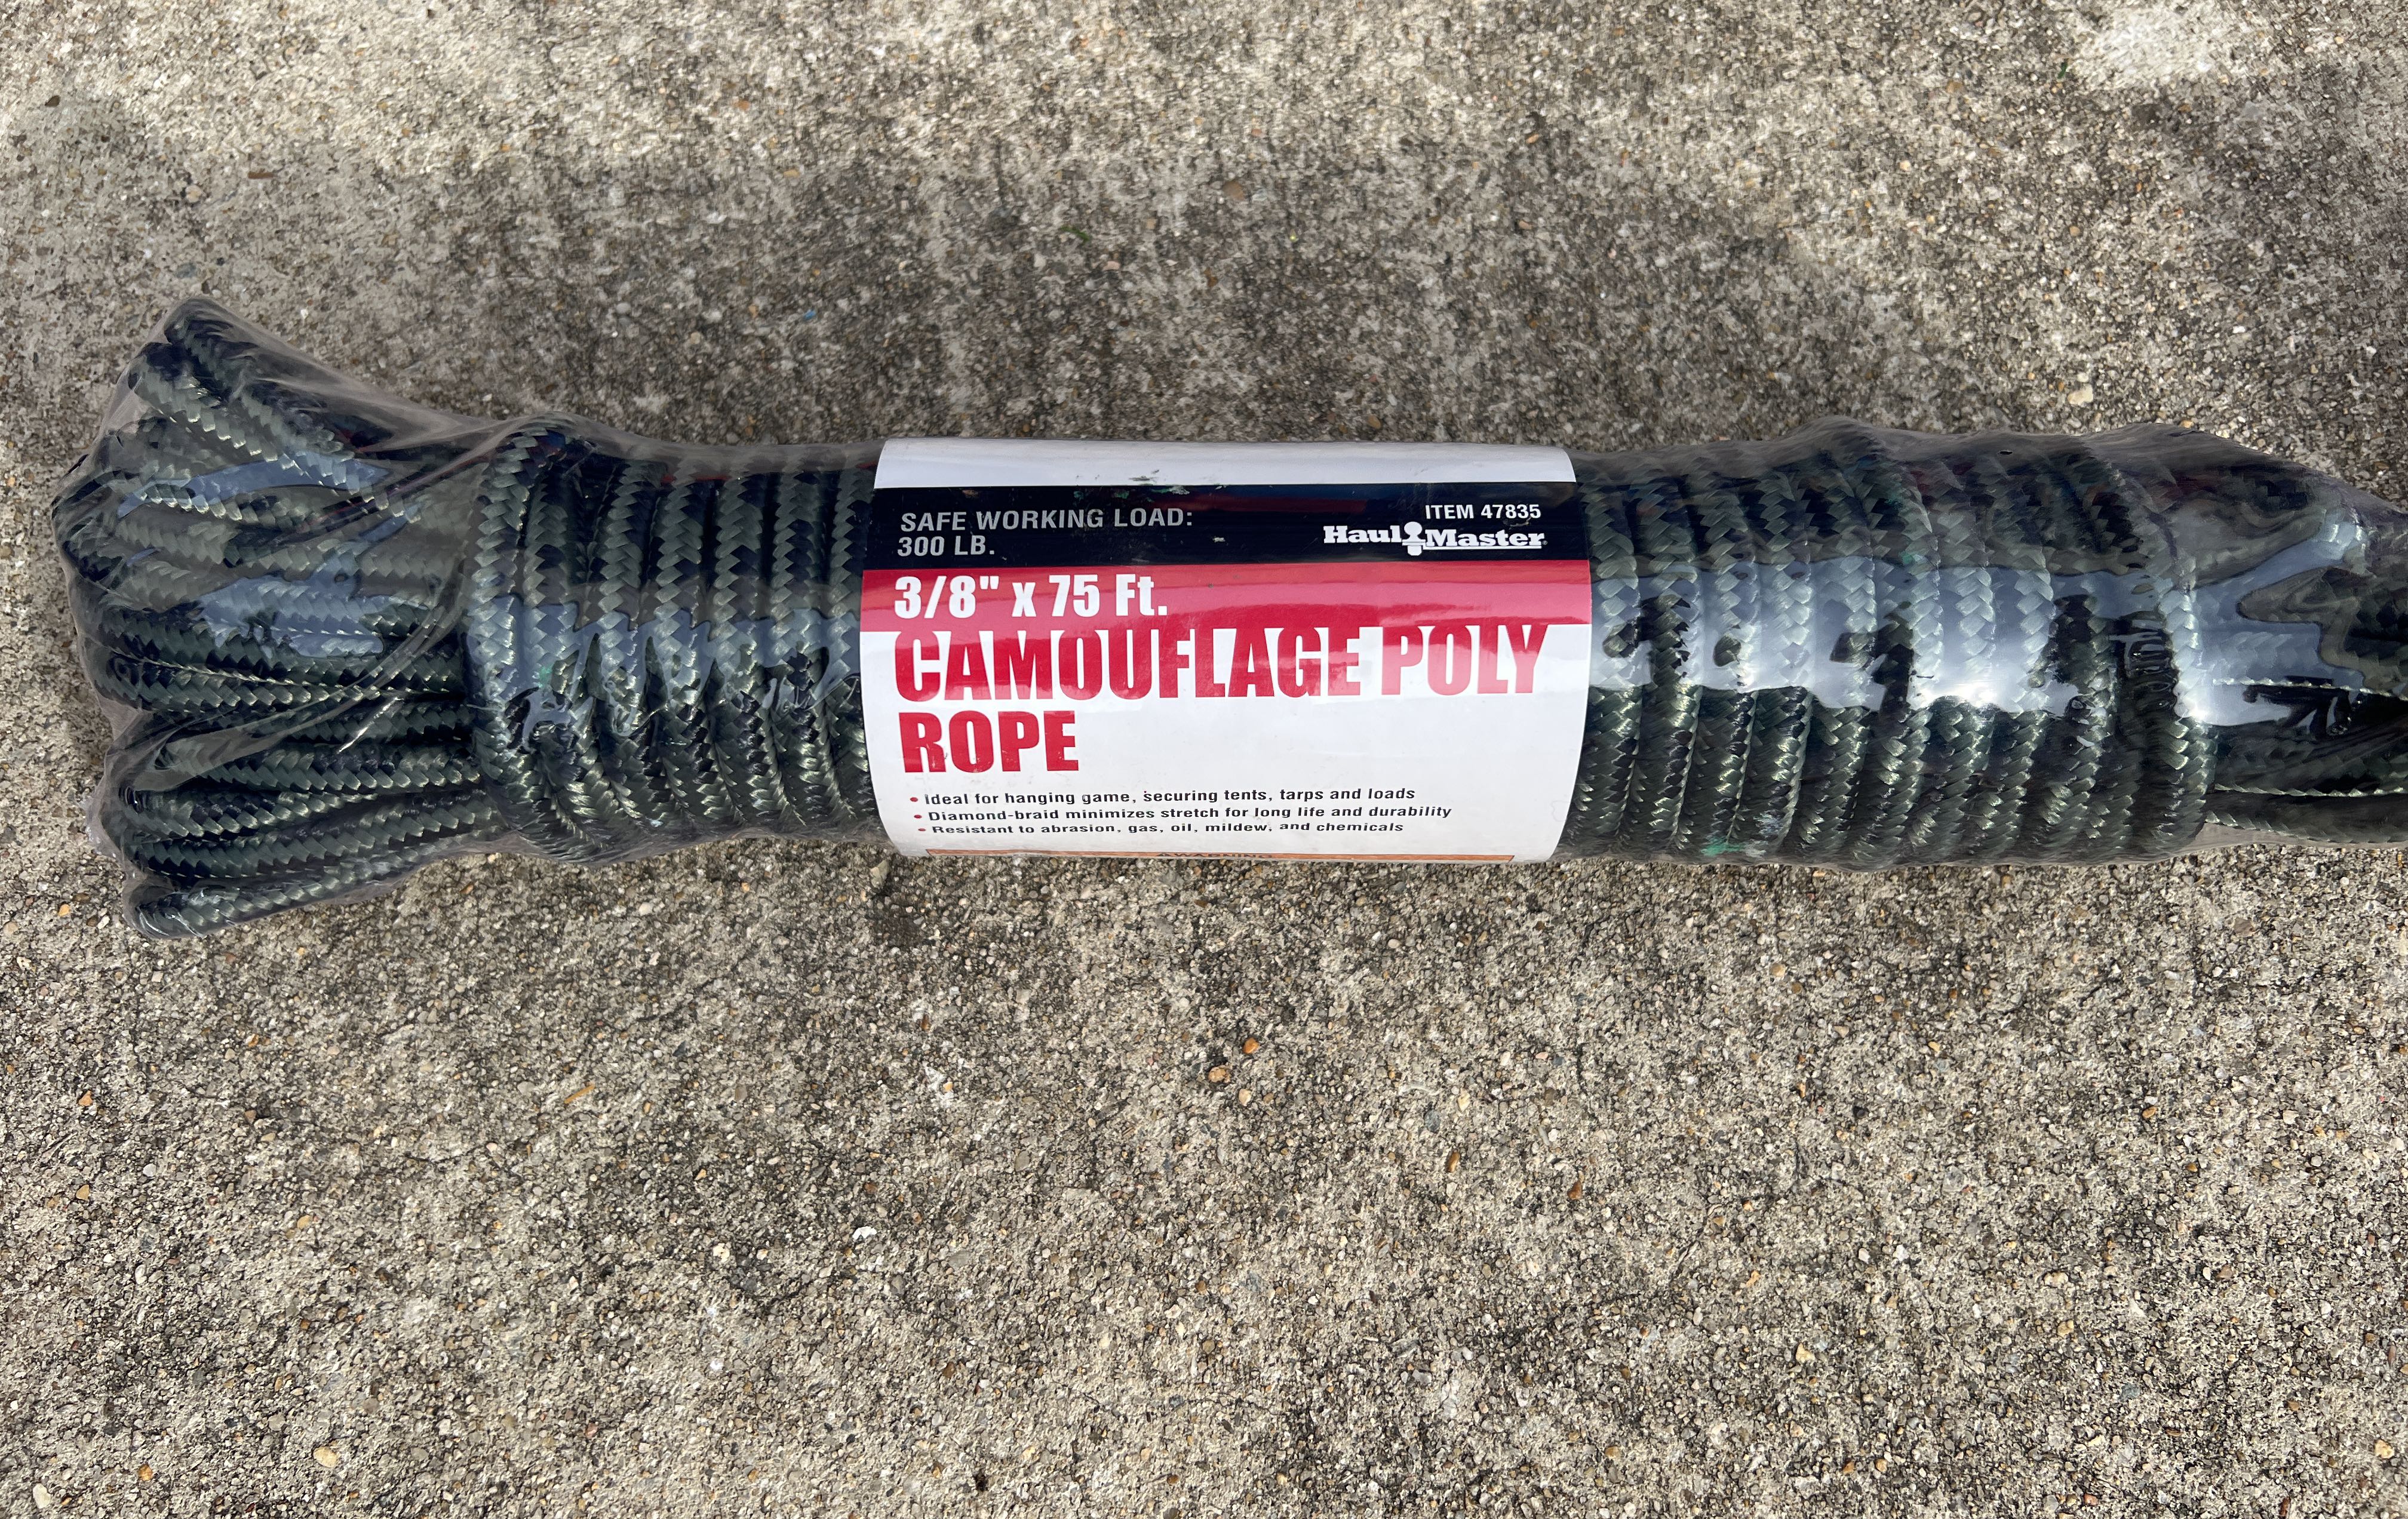 SAFE WORKING LOAD:
300 LB.
ITEM 47835
Haul Master
3/8" x 75 Ft.
CAMOUFLAGE POLY
ROPE
• Ideal for hanging game, securing tents, tarps and loads
• Diamond-braid minimizes stretch for long life and durability
• Resistant to abrasion, gas, oil, mildew, and chemicals